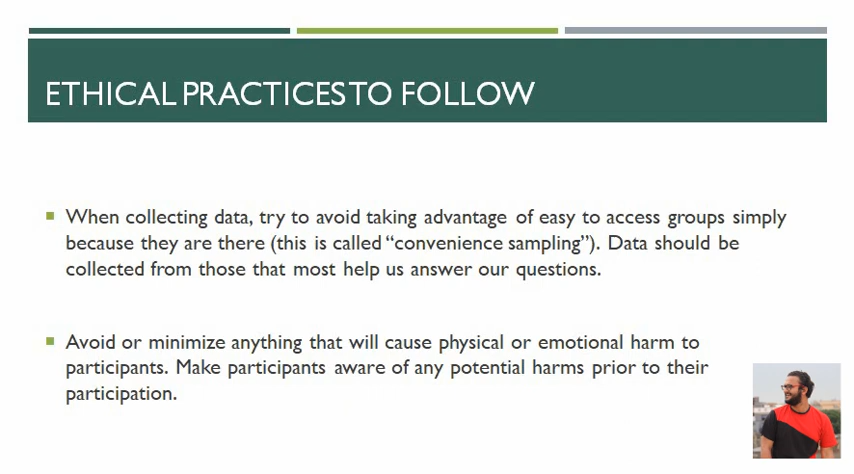 ETHICAL PRACTICES TO FOLLOW
When collecting data, try to avoid taking advantage of easy to access groups simply
because they are there (this is called “convenience sampling”). Data should be
collected from those that most help us answer our questions.
Avoid or minimize anything that will cause physical or emotional harm to
participants. Make participants aware of any potential harms prior to their
participation.